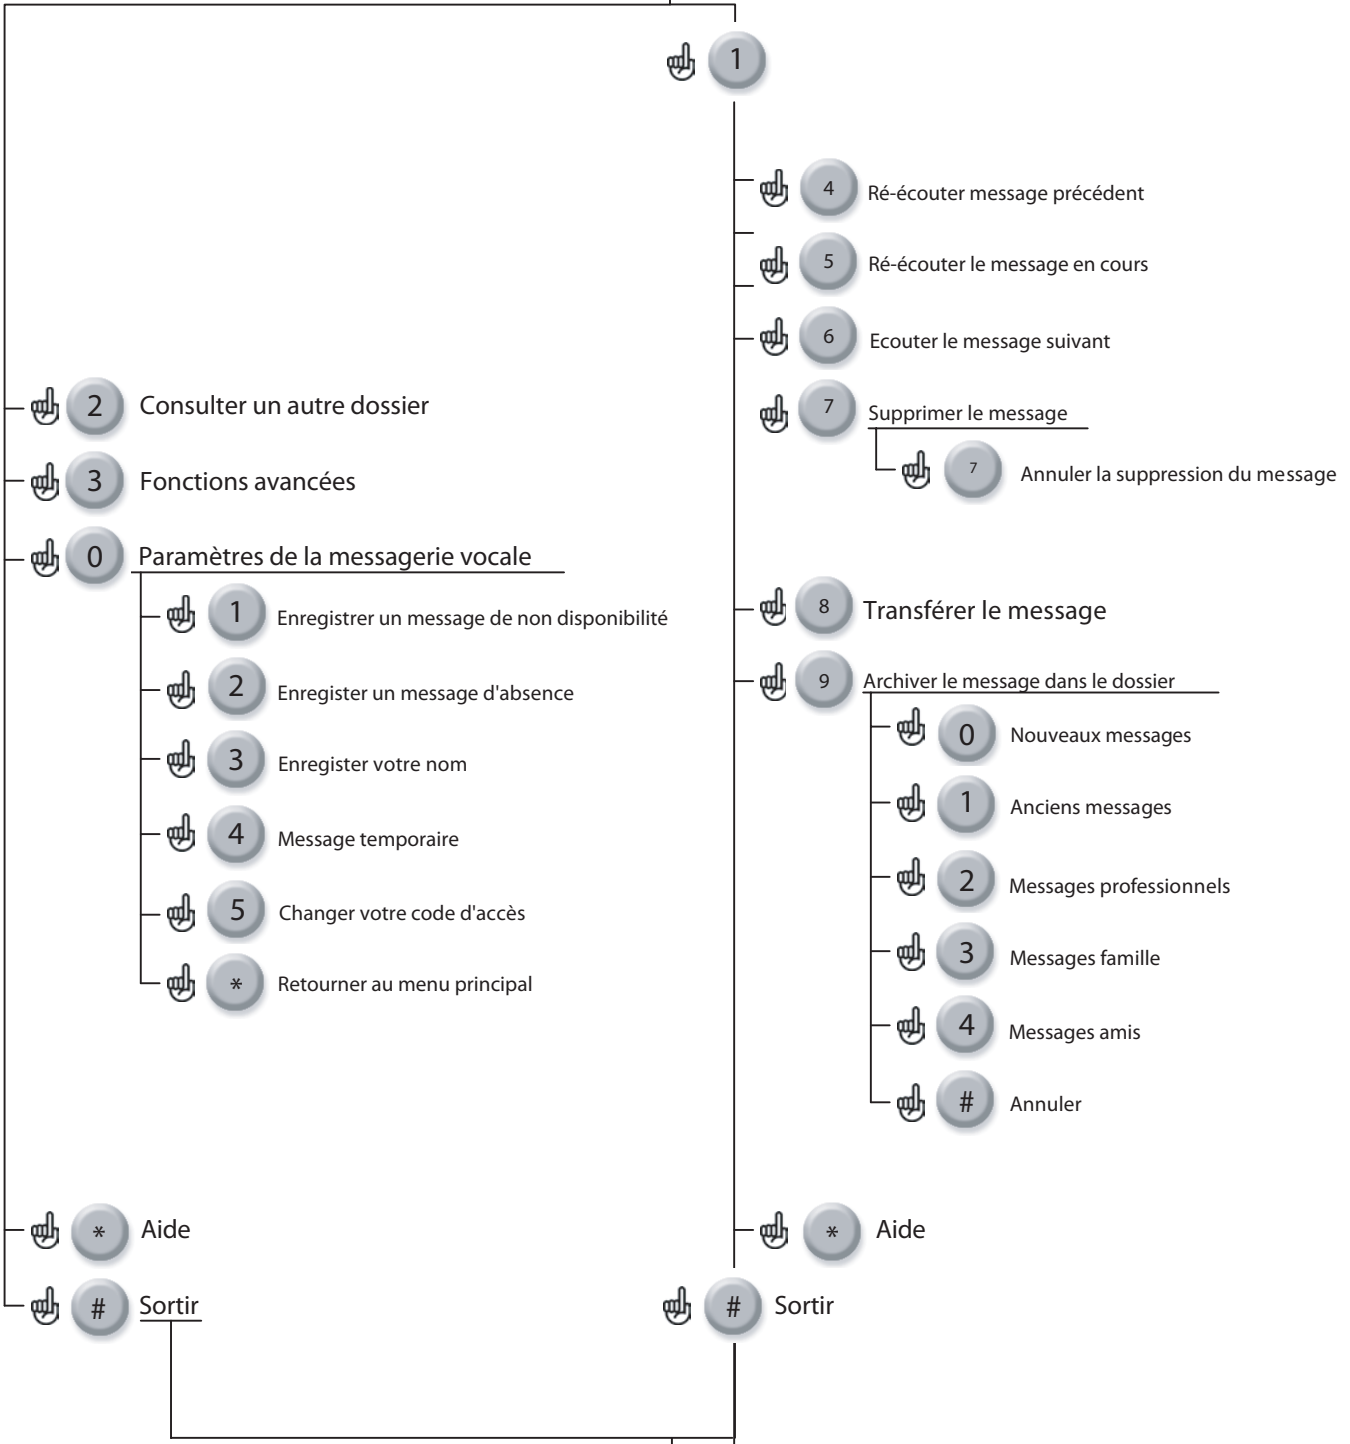 1
4 Ré-écouter message précédent
5 Ré-écouter le message en cours
6 Ecouter le message suivant
7 Supprimer le message
7 Annuler la suppression du message
8 Transférer le message
9 Archiver le message dans le dossier
0 Nouveaux messages
1 Anciens messages
2 Messages professionnels
3 Messages famille
4 Messages amis
# Annuler
* Aide
# Sortir
2 Consulter un autre dossier
3 Fonctions avancées
0 Paramètres de la messagerie vocale
1 Enregistrer un message de non disponibilité
2 Enregister un message d'absence
3 Enregister votre nom
4 Message temporaire
5 Changer votre code d'accès
* Retourner au menu principal
* Aide
# Sortir